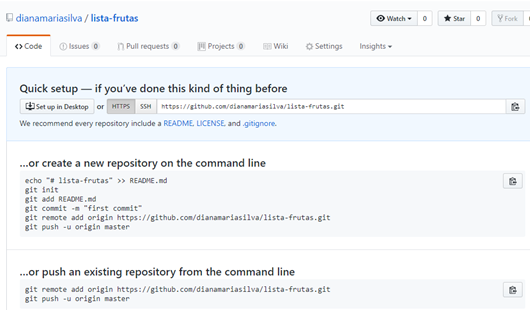 dianamariasilva / lista-frutas
Watch 0 Star 0 Fork
Code Issues 0 Pull requests 0 Projects 0 Wiki Settings Insights
Quick setup — if you've done this kind of thing before
Set up in Desktop or HTTPS SSH https://github.com/dianamariasilva/lista-frutas.git
We recommend every repository include a README, LICENSE, and .gitignore.
...or create a new repository on the command line
echo "# lista-frutas" >> README.md
git init
git add README.md
git commit -m "first commit"
git remote add origin https://github.com/dianamariasilva/lista-frutas.git
git push -u origin master
...or push an existing repository from the command line
git remote add origin https://github.com/dianamariasilva/lista-frutas.git
git push -u origin master